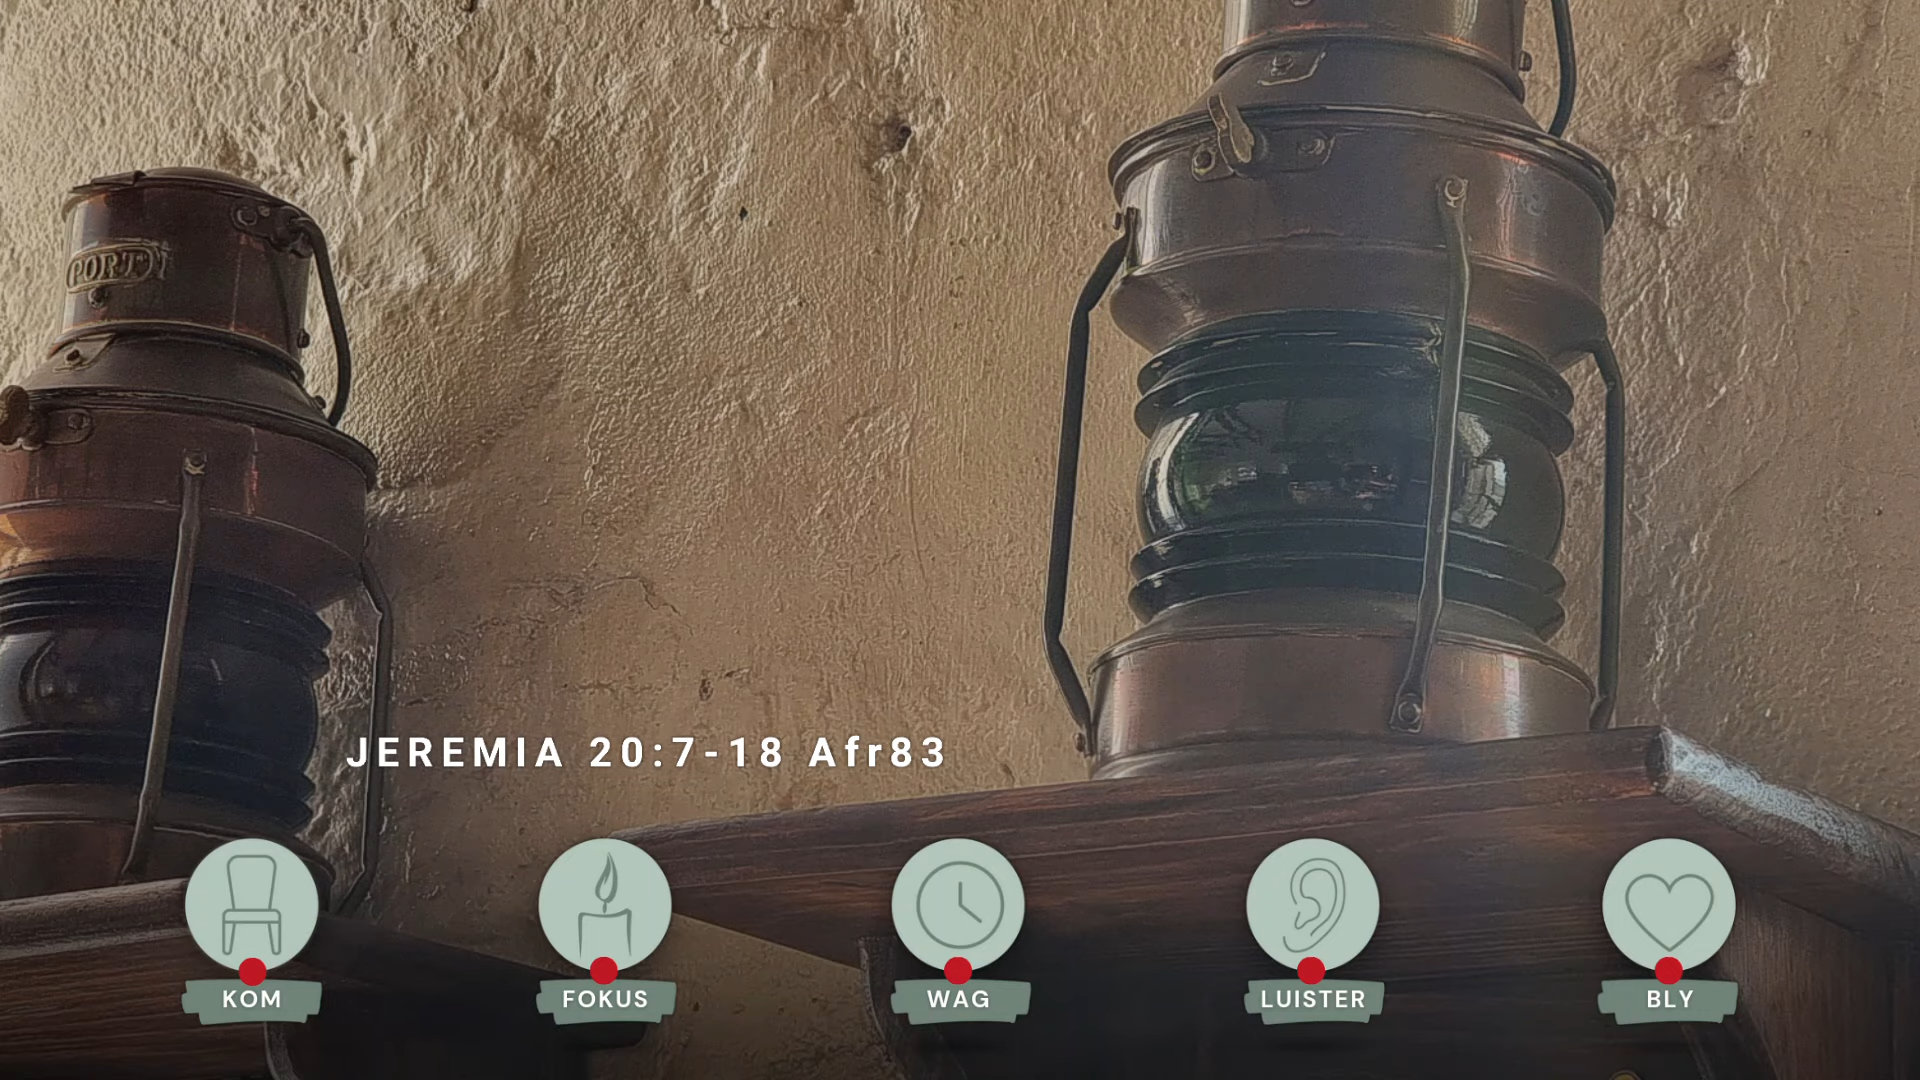 PORT
JEREMIA 20:7-18 Afr83
KOM
FOKUS
WAG
LUISTER
BLY